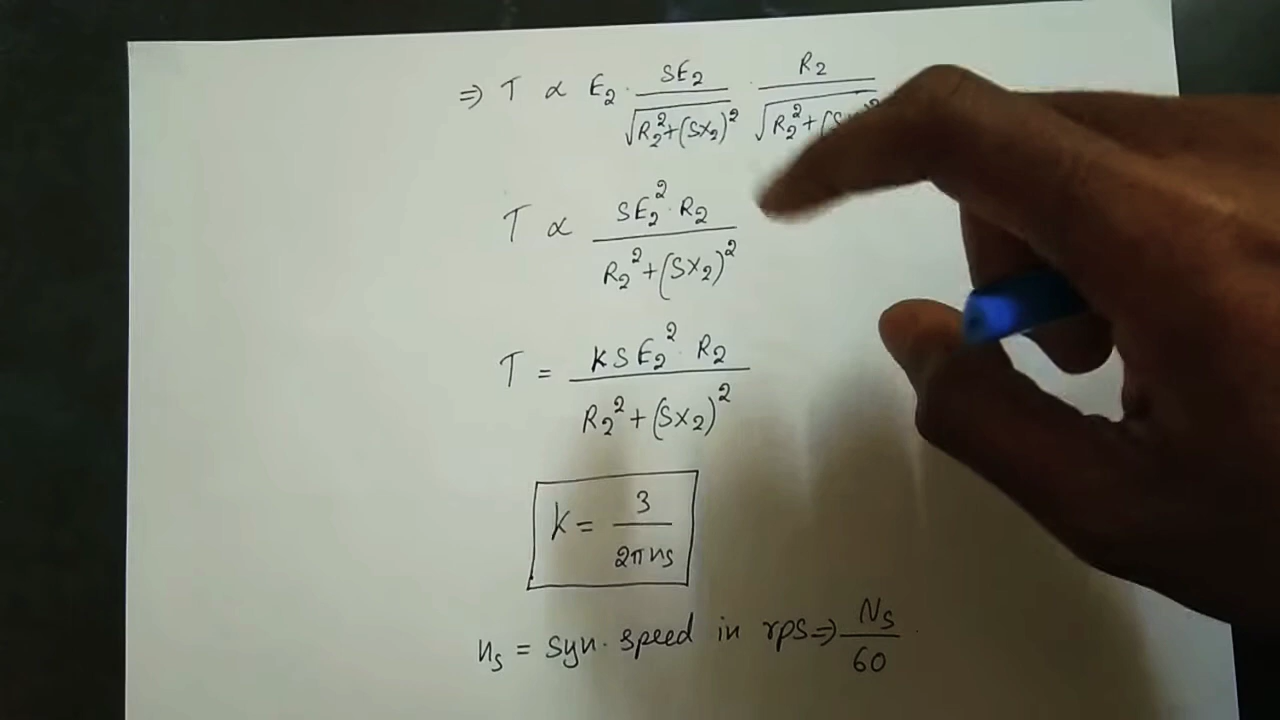 ⇒ T ∝ E₂ · SE₂ / √(R₂² + (SX₂)²) · R₂ / √(R₂² + (S
T ∝ SE₂² · R₂ / (R₂² + (SX₂)²)
T = KSE₂² · R₂ / (R₂² + (SX₂)²)
K = 3 / 2πns
ns = syn. speed in rps ⇒ Ns / 60